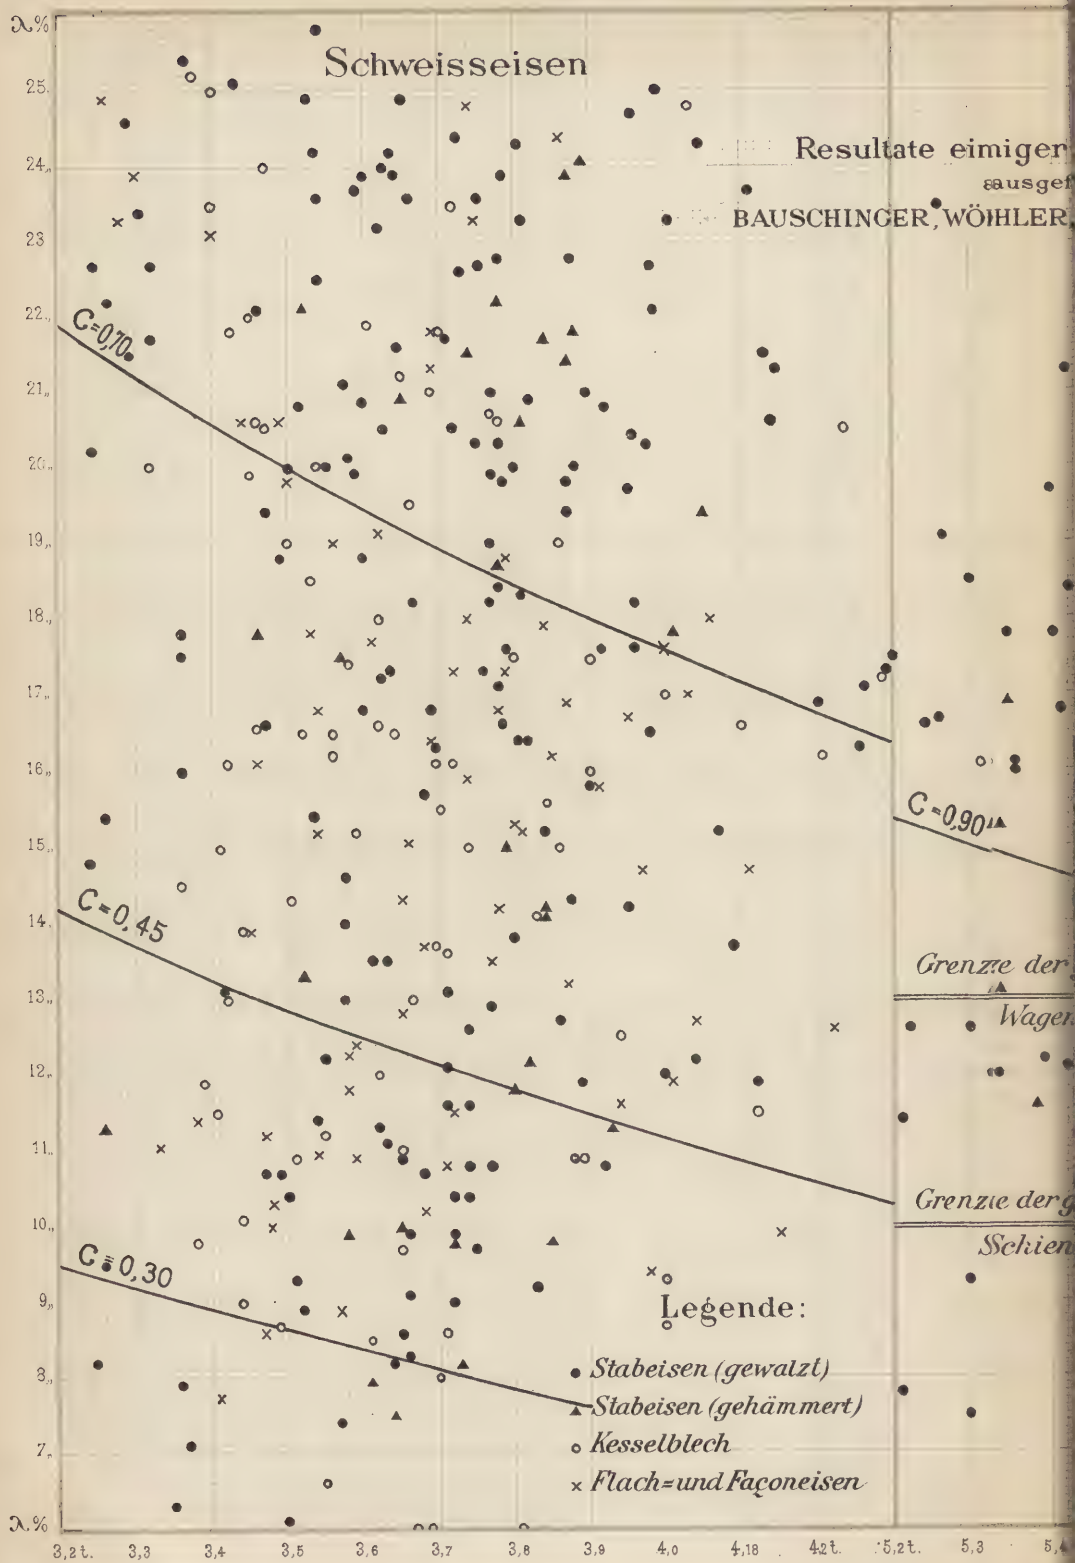 λ.%
Schweisseisen
25.
Resultate eimiger
24.
sausgef
23
BAUSCHINGER, WÖHLER,
22.
C=0,70
21.
20.
19.
18.
17.
16.
C=0,90
15.
C=0,45
14.
Grenze der
13.
Wagen
12.
11.
Grenze der g
10.
Schien
C=0,30
9.
Legende:
8.
Stabeisen (gewalzt)
Stabeisen (gehämmert)
Kesselblech
7.
Flach=und Façoneisen
λ.%
3,2t. 3,3 3,4 3,5 3,6 3,7 3,8 3,9 4,0 4,18 42t. 5,2t. 5,3 5,4